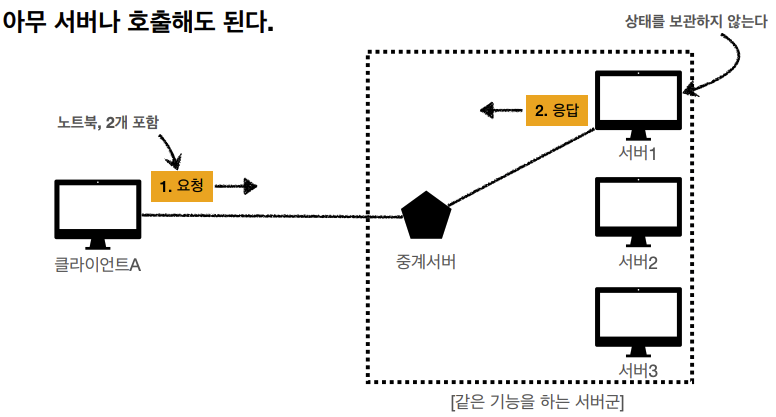 아무 서버나 호출해도 된다.
상태를 보관하지 않는다
노트북, 2개 포함
1. 요청
2. 응답
클라이언트A
중계서버
서버1
서버2
서버3
[같은 기능을 하는 서버군]